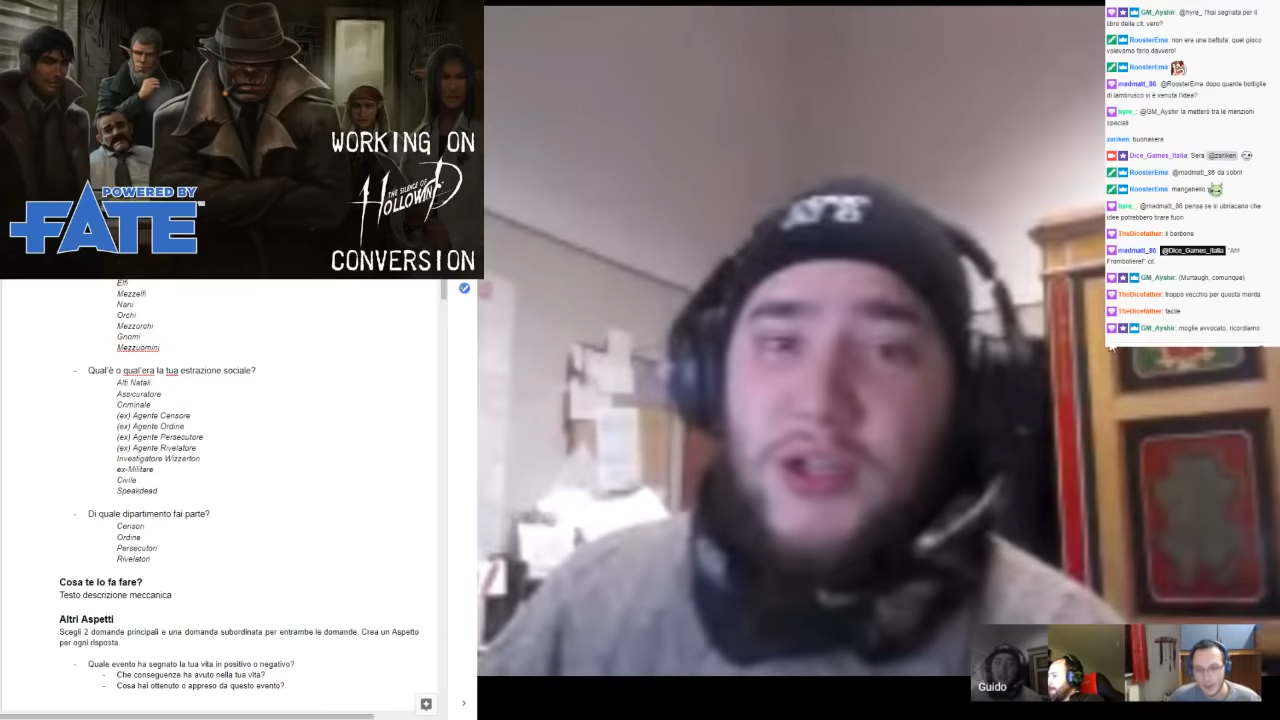 WORKING ON
THE SILENCE OF
HOLLOWIND
CONVERSION
POWERED BY
FATE™
Elfi
Mezzelfi
Nani
Orchi
Mezzorchi
Gnomi
Mezzuomini
- Qual'è o qual'era la tua estrazione sociale?
Alti Natali
Assicuratore
Criminale
(ex) Agente Censore
(ex) Agente Ordine
(ex) Agente Persecutore
(ex) Agente Rivelatore
Investigatore Wizzerton
ex-Militare
Civile
Speakdead
- Di quale dipartimento fai parte?
Censori
Ordine
Persecutori
Rivelatori
Cosa te lo fa fare?
Testo descrizione meccanica
Altri Aspetti
Scegli 2 domande principali e una domanda subordinata per entrambe le domande. Crea un Aspetto
per ogni risposta.
- Quale evento ha segnato la tua vita in positivo o negativo?
- Che conseguenze ha avuto nella tua vita?
- Cosa hai ottenuto o appreso da questo evento?
GM_Ayshir: @hyre_ l'hai segnata per il
libro delle cit, vero?
RoosterEma: non era una battuta, quel gioco
volevamo farlo davvero!
RoosterEma:
madmatt_86: @RoosterEma dopo quante bottiglie
di lambrusco vi è venuta l'idea?
hyre_: @GM_Ayshir la metterò tra le menzioni
speciali
zariken: buonasera
Dice_Games_Italia: Sera @zariken
RoosterEma: @madmatt_86 da sobri!
RoosterEma: manganello
hyre_: @madmatt_86 pensa se si ubriacano che
idee potrebbero tirare fuori
TheDicefather: il barbone
madmatt_86: @Dice_Games_Italia "Ahi!
Frombolieri!" cit.
GM_Ayshir: (Murtaugh, comunque)
TheDicefather: troppo vecchio per questa merda
TheDicefather: facile
GM_Ayshir: moglie avvocato, ricordiamo
Guido